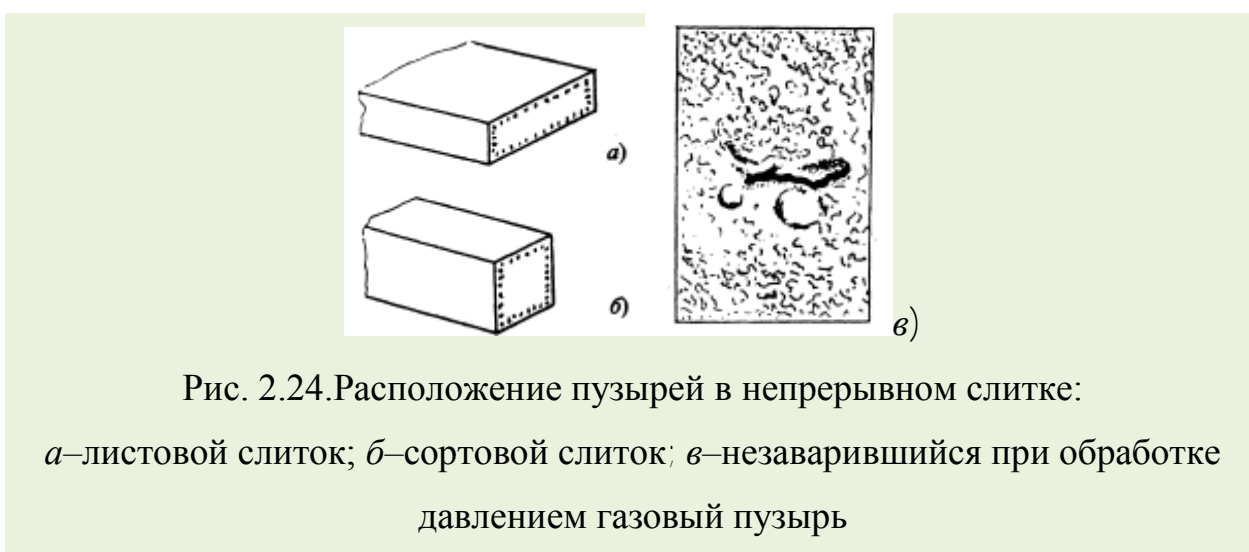 а)
б)
в)
Рис. 2.24.Расположение пузырей в непрерывном слитке:
а–листовой слиток; б–сортовой слиток; в–незаварившийся при обработке
давлением газовый пузырь